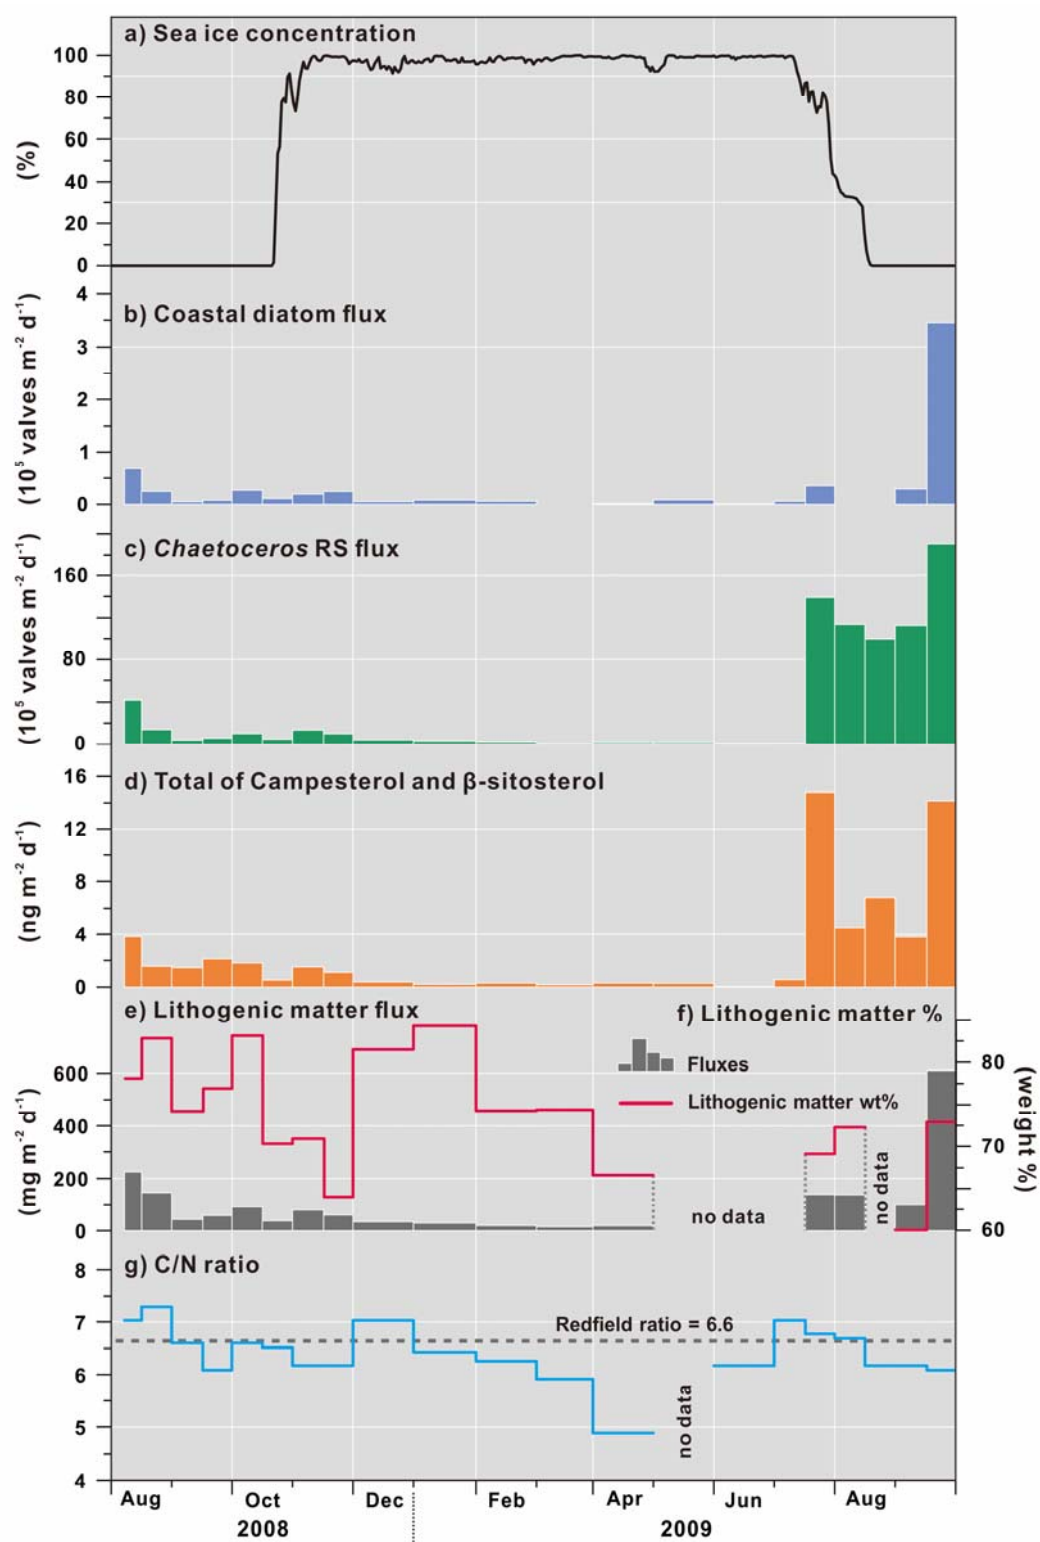 a) Sea ice concentration
100
80
60
40
20
0
(%)
b) Coastal diatom flux
4
3
2
1
0
(10⁵ valves m⁻² d⁻¹)
c) Chaetoceros RS flux
160
80
0
(10⁵ valves m⁻² d⁻¹)
d) Total of Campesterol and β-sitosterol
16
12
8
4
0
(ng m⁻² d⁻¹)
e) Lithogenic matter flux
f) Lithogenic matter %
Fluxes
Lithogenic matter wt%
600
400
200
0
(mg m⁻² d⁻¹)
80
70
60
(weight %)
no data
no data
g) C/N ratio
8
7
6
5
4
Redfield ratio = 6.6
no data
Aug
Oct
Dec
Feb
Apr
Jun
Aug
2008
2009